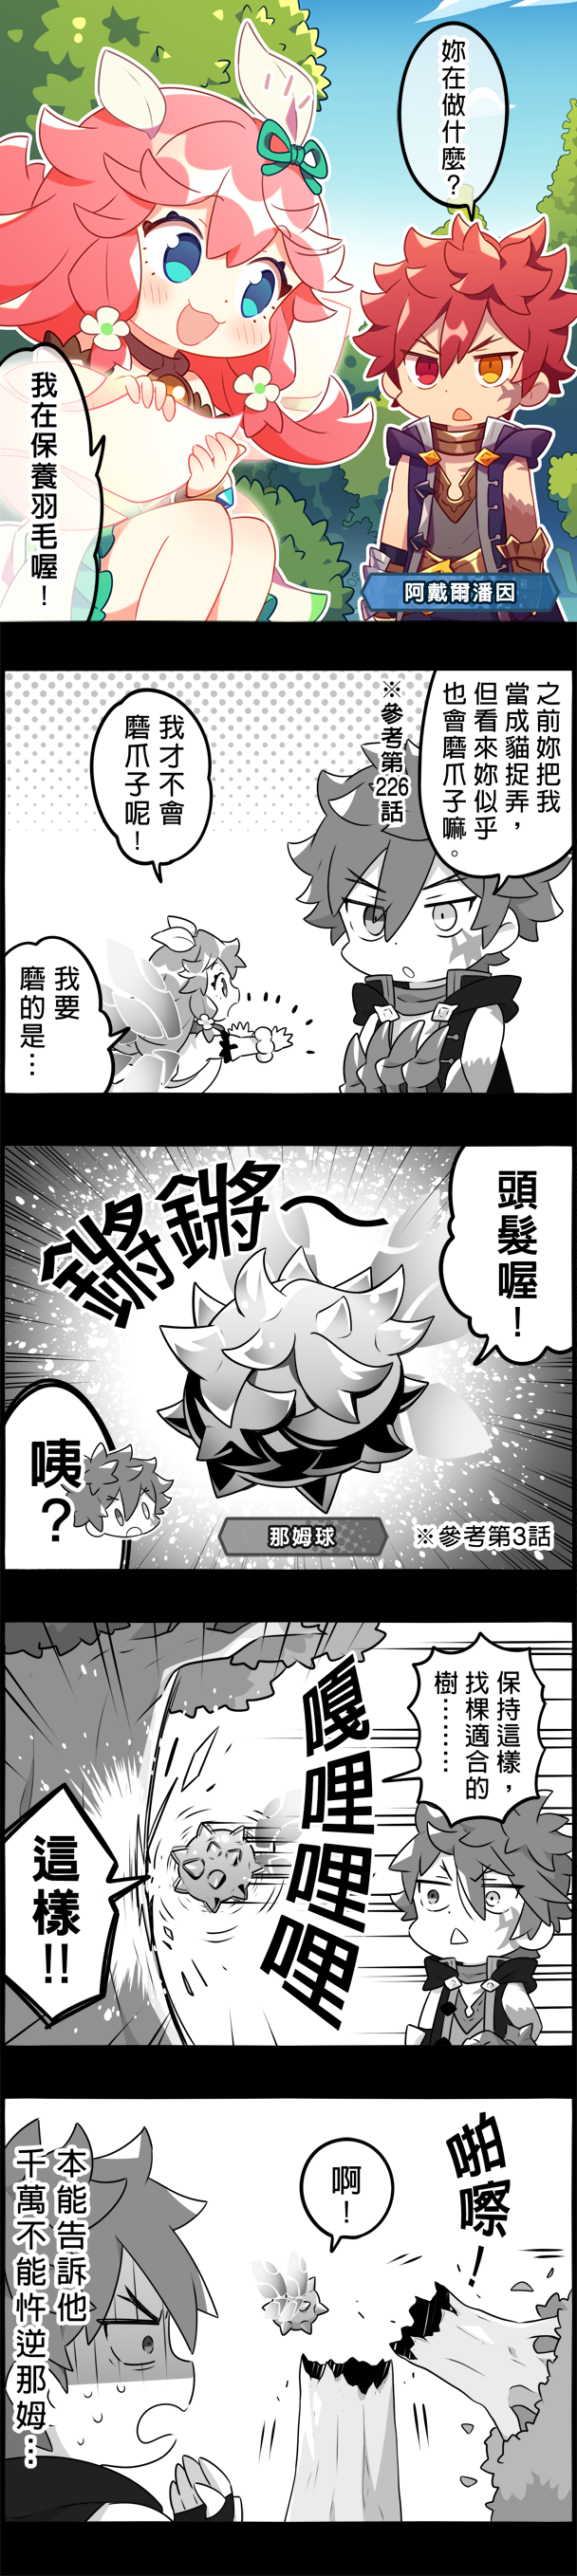 妳在做什麼？
我在保養羽毛喔！
阿戴爾潘因
之前妳把我
當成貓捉弄，
但看來妳似乎
也會磨爪子嘛。
※參考第226話
我才不會
磨爪子呢！
我要
磨的是…
頭髮喔！
鏘鏘～
咦？
那姆球
※參考第3話
保持這樣，
找棵適合的
樹………
嘎哩哩哩
這樣!!
啪嚓！
啊！
本能告訴他
千萬不能忤逆那姆…